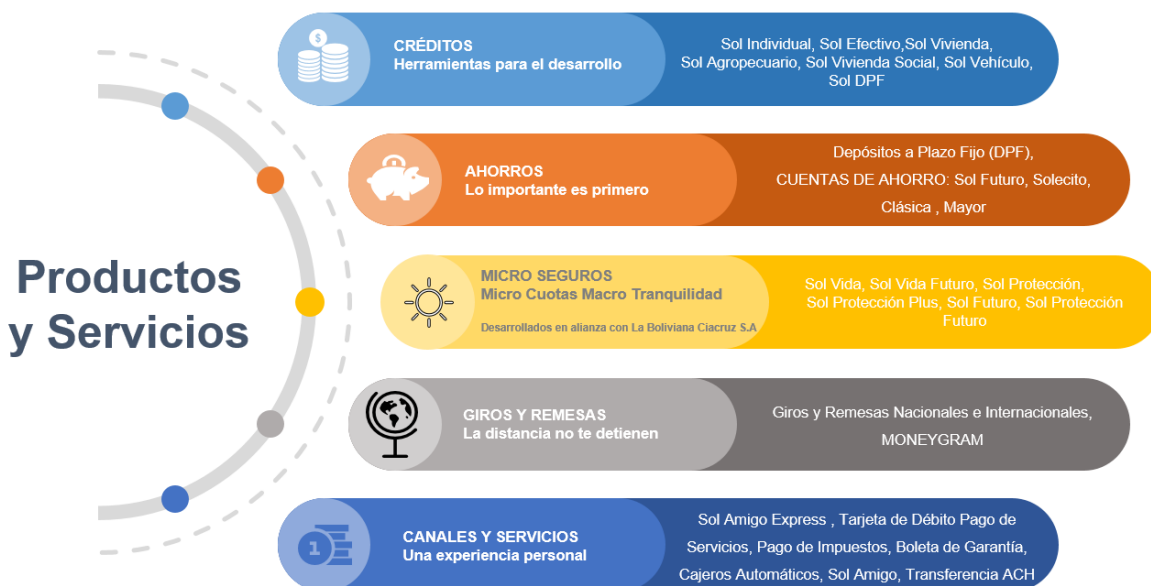 Productos
y Servicios
$
CRÉDITOS
Herramientas para el desarrollo
Sol Individual, Sol Efectivo,Sol Vivienda,
Sol Agropecuario, Sol Vivienda Social, Sol Vehículo,
Sol DPF
AHORROS
Lo importante es primero
Depósitos a Plazo Fijo (DPF),
CUENTAS DE AHORRO: Sol Futuro, Solecito,
Clásica , Mayor
MICRO SEGUROS
Micro Cuotas Macro Tranquilidad
Desarrollados en alianza con La Boliviana Ciacruz S.A
Sol Vida, Sol Vida Futuro, Sol Protección,
Sol Protección Plus, Sol Futuro, Sol Protección
Futuro
GIROS Y REMESAS
La distancia no te detienen
Giros y Remesas Nacionales e Internacionales,
MONEYGRAM
1
CANALES Y SERVICIOS
Una experiencia personal
Sol Amigo Express , Tarjeta de Débito Pago de
Servicios, Pago de Impuestos, Boleta de Garantía,
Cajeros Automáticos, Sol Amigo, Transferencia ACH